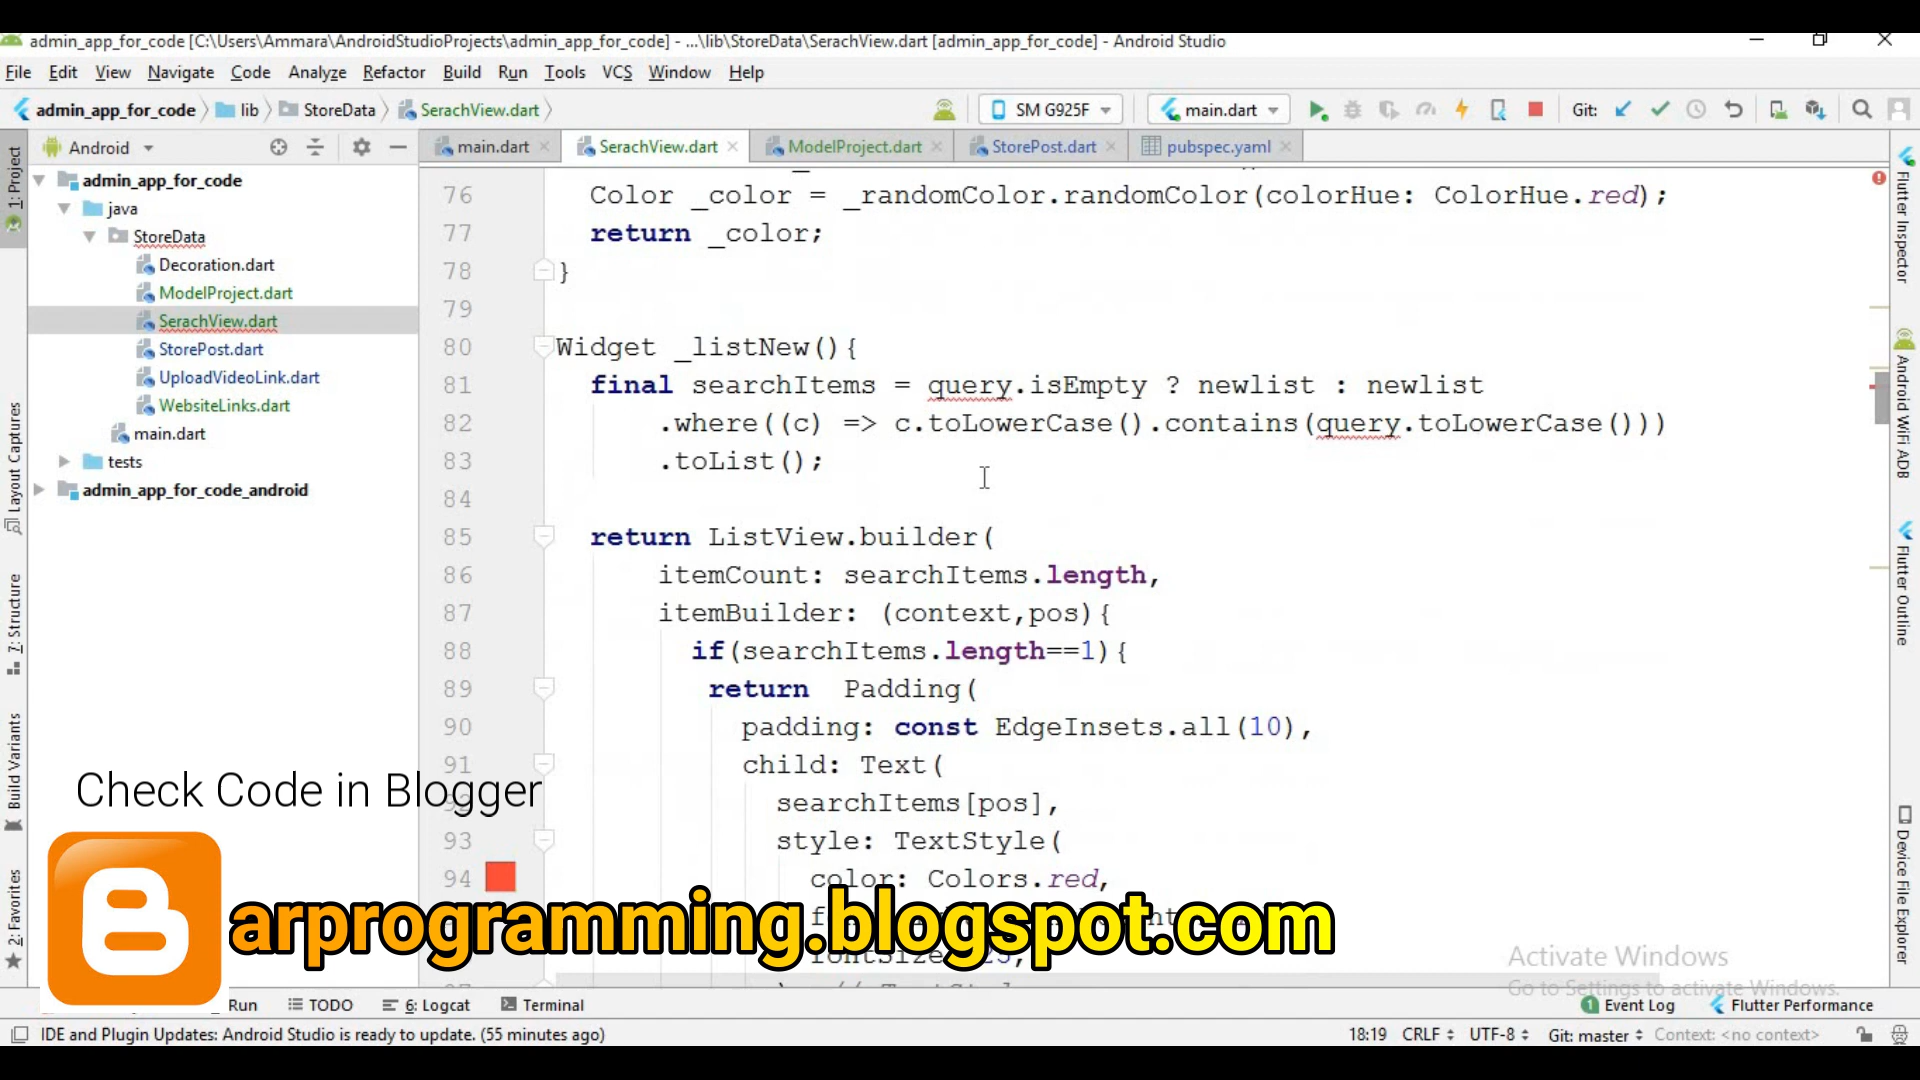 admin_app_for_code [C:\Users\Ammara\AndroidStudioProjects\admin_app_for_code] - ...\lib\StoreData\SerachView.dart [admin_app_for_code] - Android Studio
File Edit View Navigate Code Analyze Refactor Build Run Tools VCS Window Help
admin_app_for_code lib StoreData SerachView.dart SM G925F main.dart Git:
Android
main.dart SerachView.dart ModelProject.dart StorePost.dart pubspec.yaml
1: Project
Layout Captures
7: Structure
Build Variants
2: Favorites
admin_app_for_code
java
StoreData
Decoration.dart
ModelProject.dart
SerachView.dart
StorePost.dart
UploadVideoLink.dart
WebsiteLinks.dart
main.dart
tests
admin_app_for_code_android
76 Color _color = _randomColor.randomColor(colorHue: ColorHue.red);
77 return _color;
78 }
79
80 Widget _listNew(){
81 final searchItems = query.isEmpty ? newlist : newlist
82 .where((c) => c.toLowerCase().contains(query.toLowerCase()))
83 .toList();
84
85 return ListView.builder(
86 itemCount: searchItems.length,
87 itemBuilder: (context,pos){
88 if(searchItems.length==1){
89 return Padding(
90 padding: const EdgeInsets.all(10),
91 child: Text(
searchItems[pos],
93 style: TextStyle(
94 color: Colors.red,
Check Code in Blogger
arprogramming.blogspot.com
Flutter Inspector
Android WiFi ADB
Flutter Outline
Device File Explorer
Activate Windows
Go to Settings to activate Windows.
Run TODO 6: Logcat Terminal 1 Event Log Flutter Performance
IDE and Plugin Updates: Android Studio is ready to update. (55 minutes ago) 18:19 CRLF UTF-8 Git: master Context: <no context>